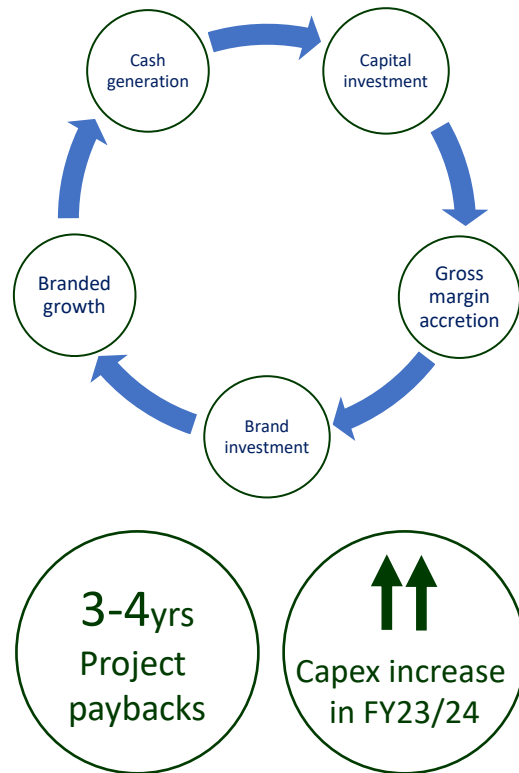 Cash
generation
Capital
investment
Branded
growth
Gross
margin
accretion
Brand
investment
3-4yrs
Project
paybacks
Capex increase
in FY23/24